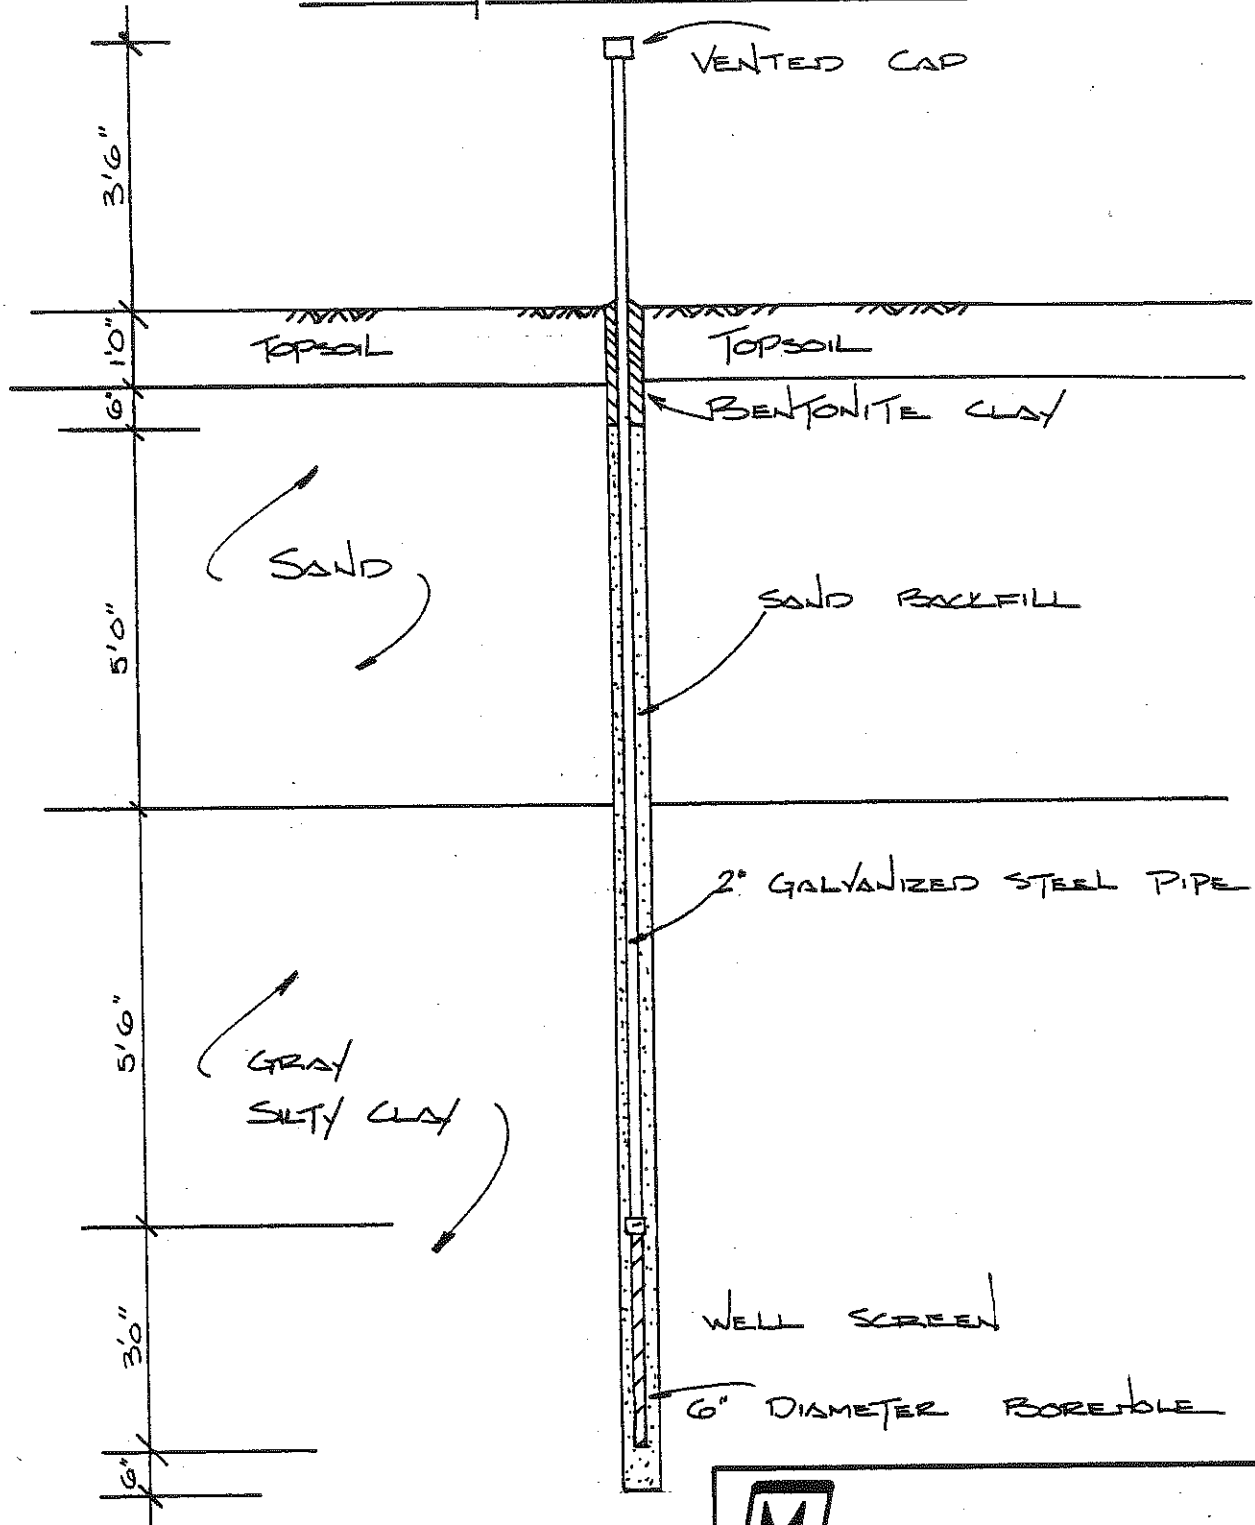 VENTED CAP
3'6"
1'0"
TOPSOIL
TOPSOIL
6"
BENTONITE CLAY
SAND
SAND BACKFILL
5'0"
2" GALVANIZED STEEL PIPE
5'6"
GRAY
SILTY CLAY
WELL SCREEN
3'0"
6" DIAMETER BOREHOLE
6"
M